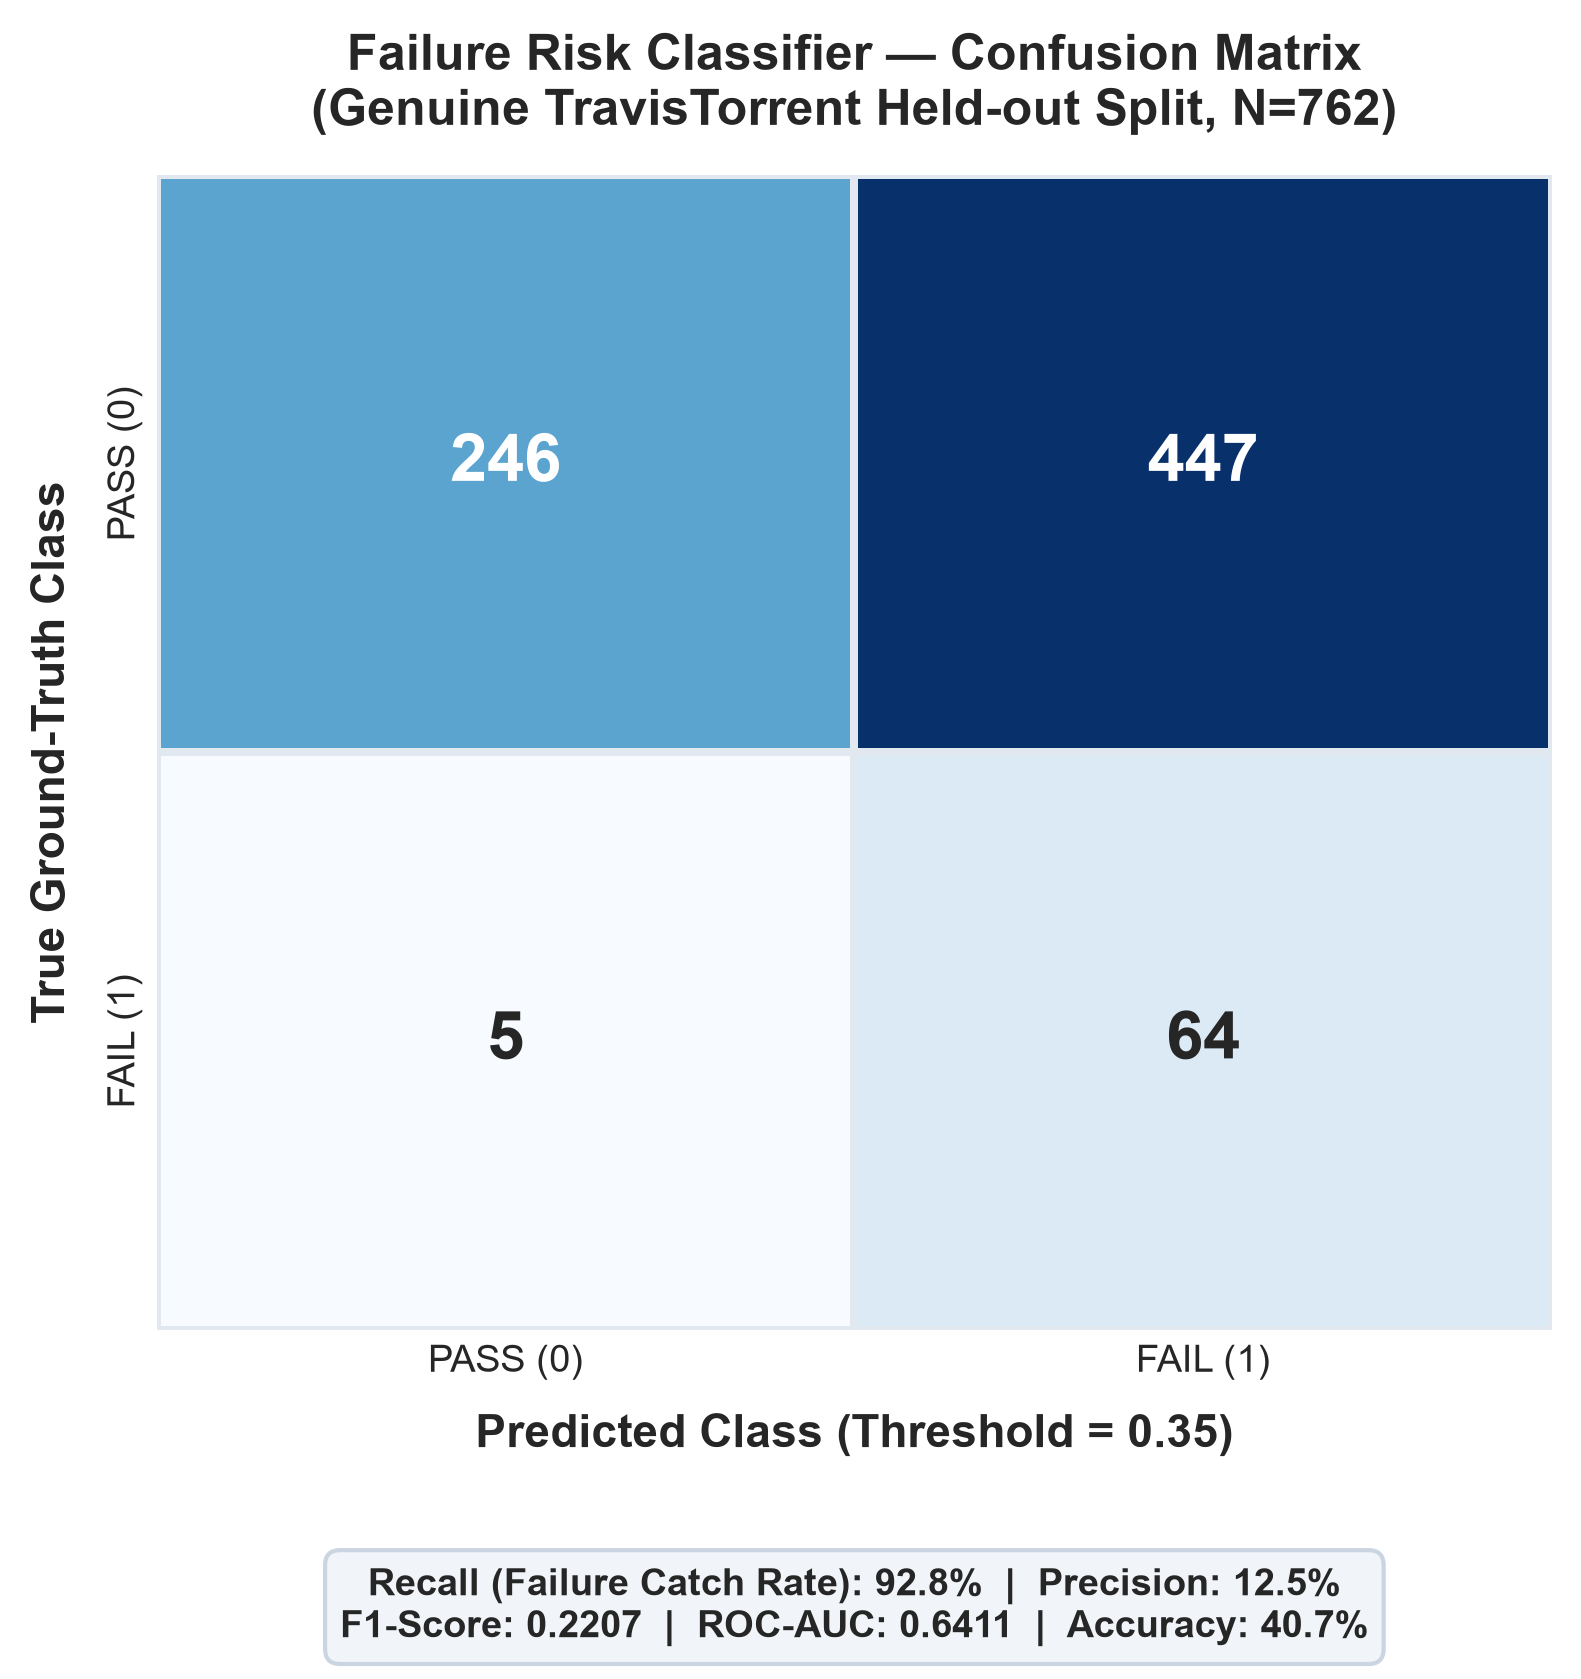 Failure Risk Classifier — Confusion Matrix
(Genuine TravisTorrent Held-out Split, N=762)
True Ground-Truth Class
PASS (0)
246
447
FAIL (1)
5
64
PASS (0)
FAIL (1)
Predicted Class (Threshold = 0.35)
Recall (Failure Catch Rate): 92.8% | Precision: 12.5%
F1-Score: 0.2207 | ROC-AUC: 0.6411 | Accuracy: 40.7%